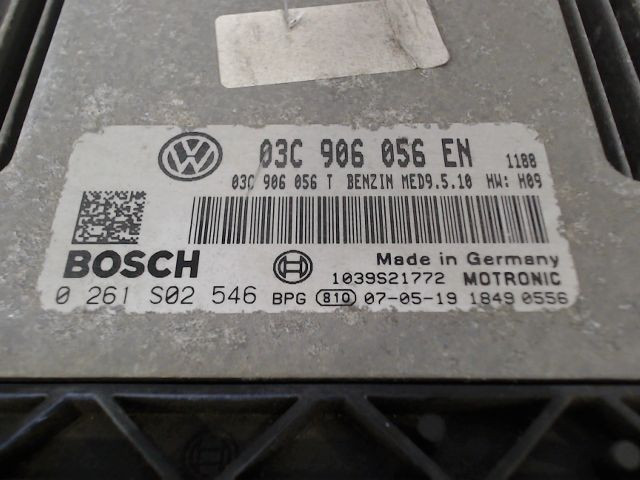 03C 906 056 EN 1188
03C 906 056 T BENZIN MED9.5.10 HW: H09
BOSCH Made in Germany
1039S21772 MOTRONIC
0 261 S02 546 BPG 810 07-05-19 1849 0556